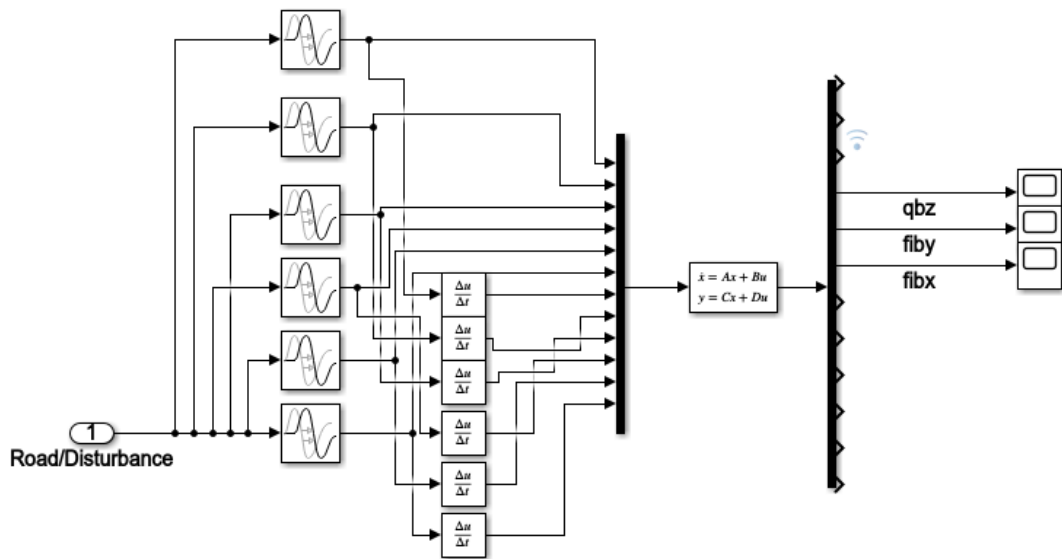 1
Road/Disturbance
Δu
Δt
Δu
Δt
Δu
Δt
Δu
Δt
Δu
Δt
Δu
Δt
ẋ = Ax + Bu
y = Cx + Du
qbz
fiby
fibx